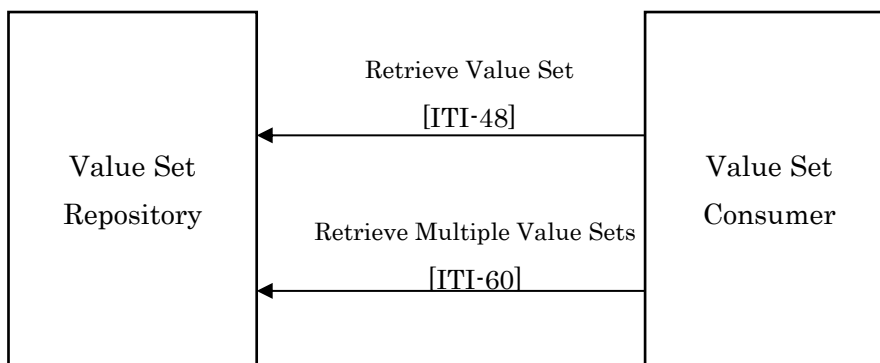 Retrieve Value Set
[ITI-48]
Value Set
Repository
Value Set
Consumer
Retrieve Multiple Value Sets
[ITI-60]